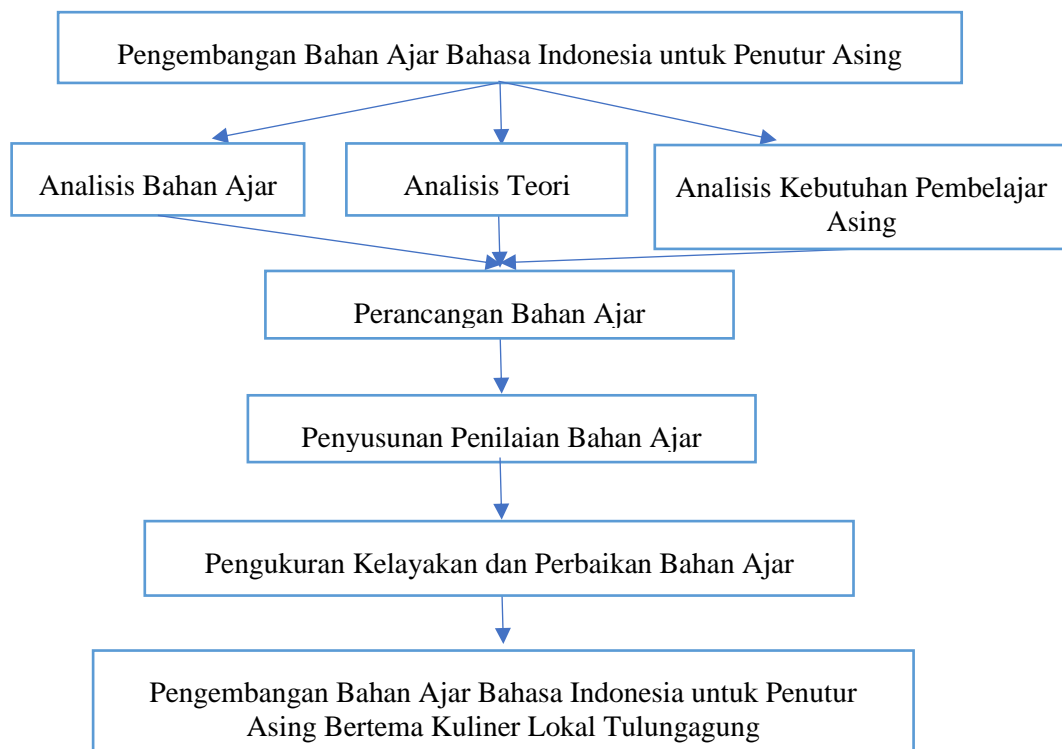 Pengembangan Bahan Ajar Bahasa Indonesia untuk Penutur Asing
Analisis Bahan Ajar
Analisis Teori
Analisis Kebutuhan Pembelajar
Asing
Perancangan Bahan Ajar
Penyusunan Penilaian Bahan Ajar
Pengukuran Kelayakan dan Perbaikan Bahan Ajar
Pengembangan Bahan Ajar Bahasa Indonesia untuk Penutur
Asing Bertema Kuliner Lokal Tulungagung